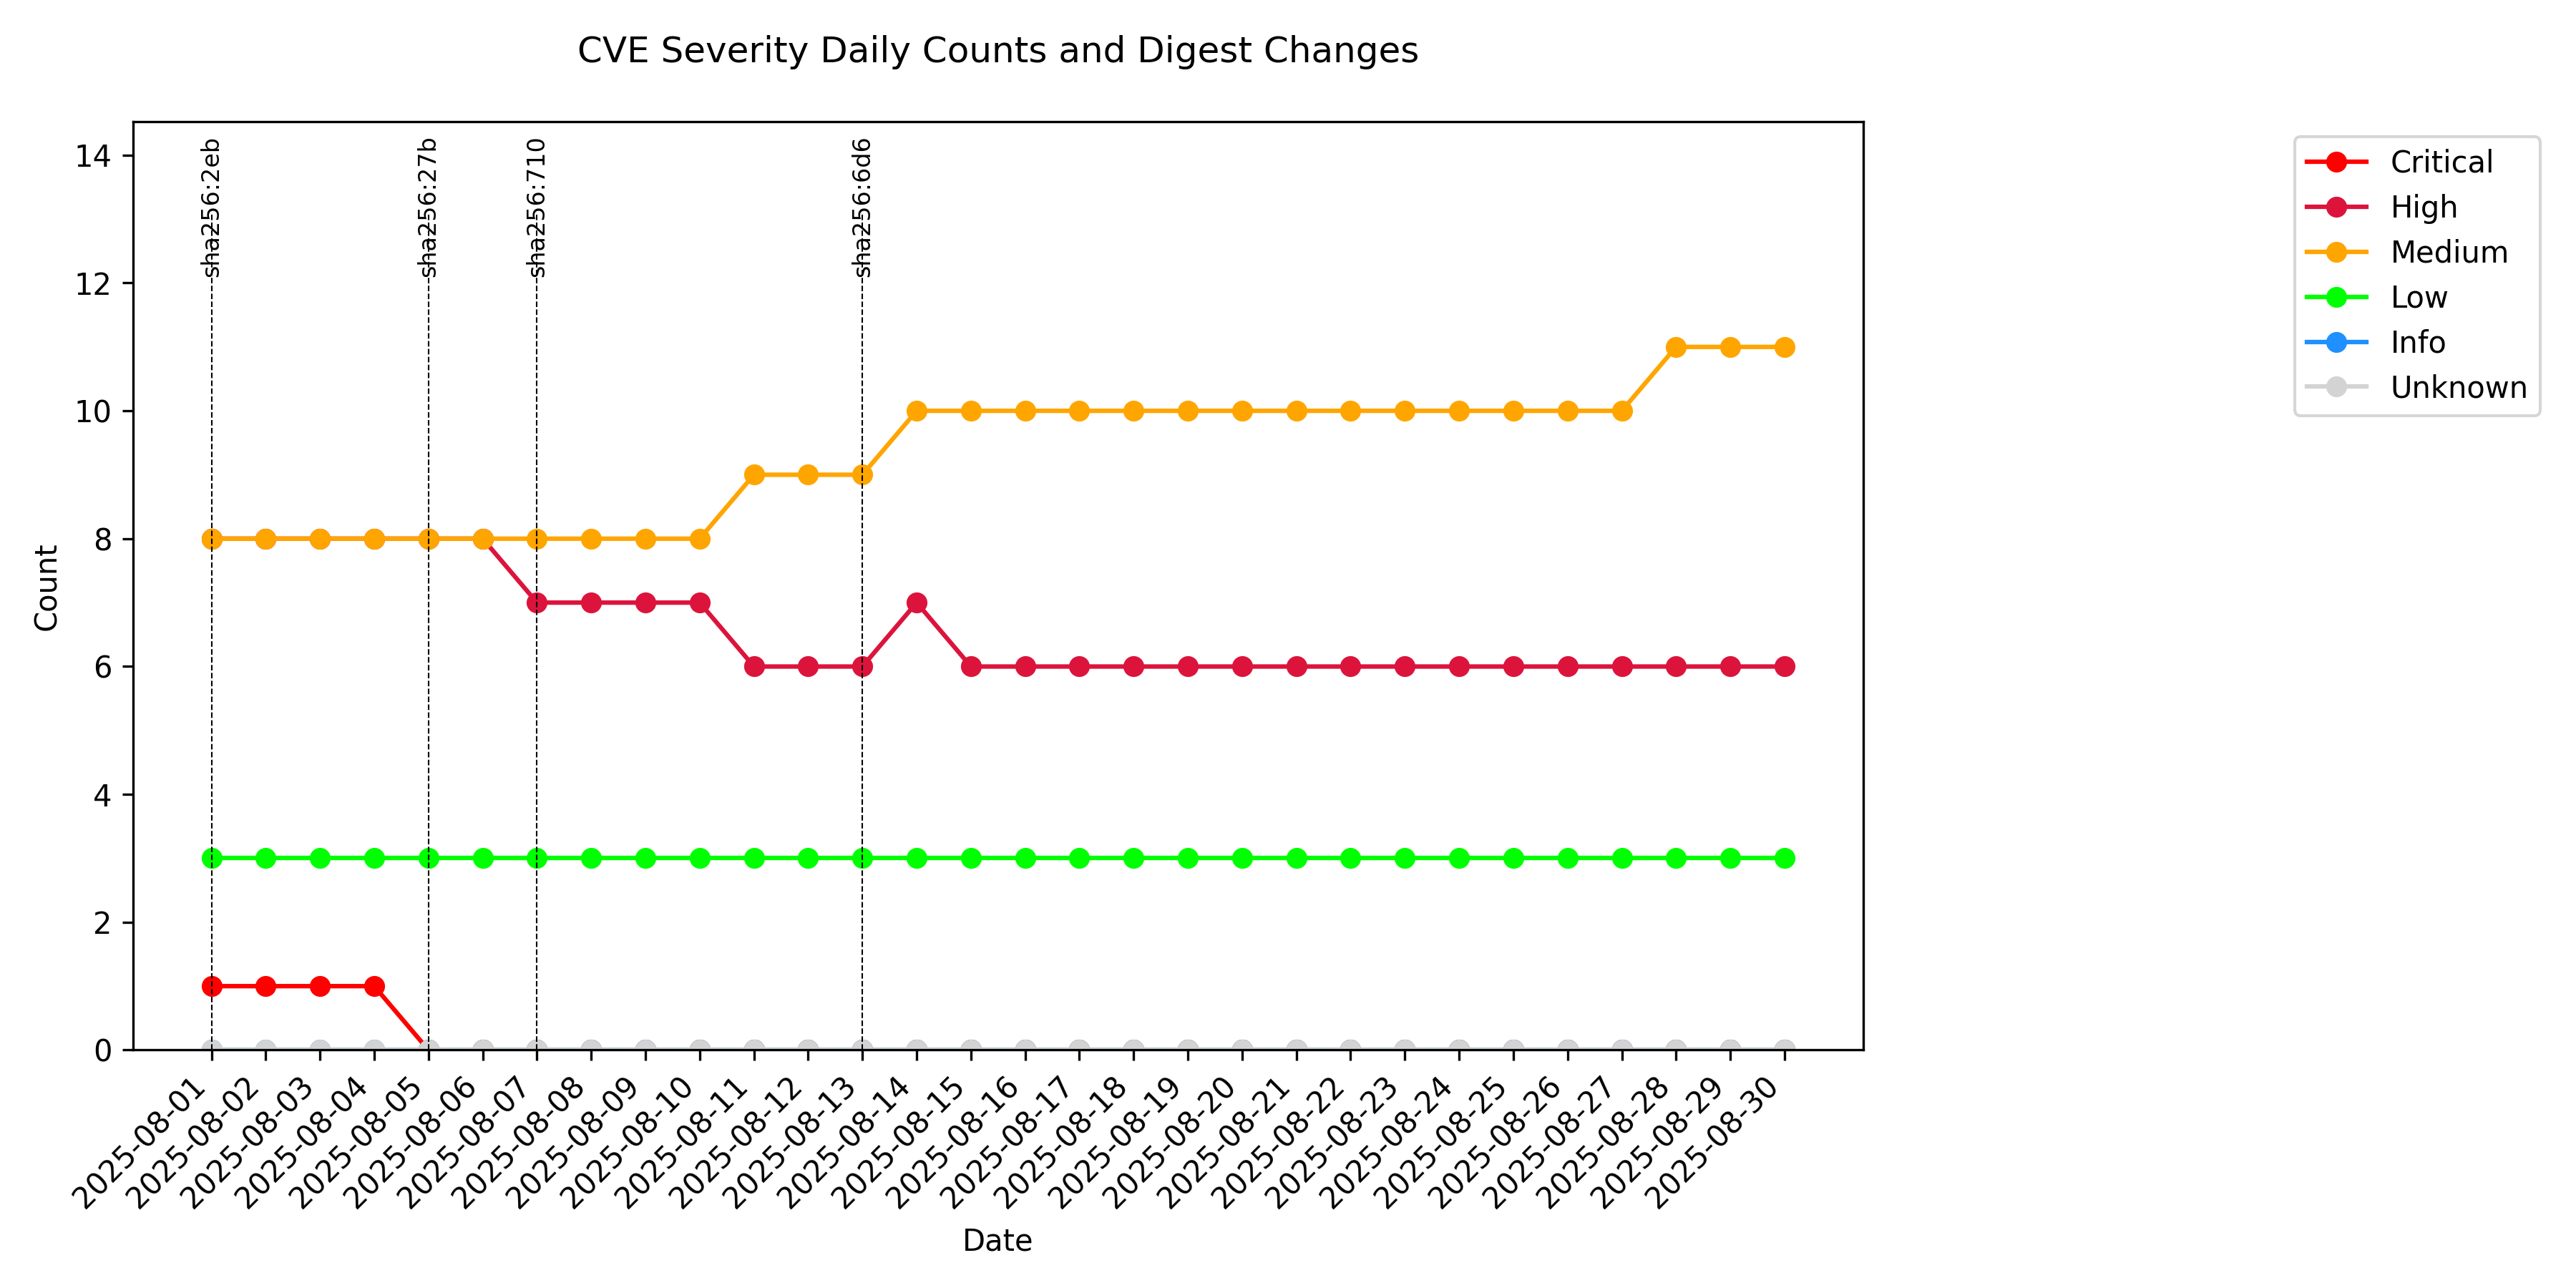 CVE Severity Daily Counts and Digest Changes
sha256:2eb
sha256:27b
sha256:710
sha256:6d6
14
12
10
8
6
4
2
0
Count
Critical
High
Medium
Low
Info
Unknown
2025-08-01
2025-08-02
2025-08-03
2025-08-04
2025-08-05
2025-08-06
2025-08-07
2025-08-08
2025-08-09
2025-08-10
2025-08-11
2025-08-12
2025-08-13
2025-08-14
2025-08-15
2025-08-16
2025-08-17
2025-08-18
2025-08-19
2025-08-20
2025-08-21
2025-08-22
2025-08-23
2025-08-24
2025-08-25
2025-08-26
2025-08-27
2025-08-28
2025-08-29
2025-08-30
Date